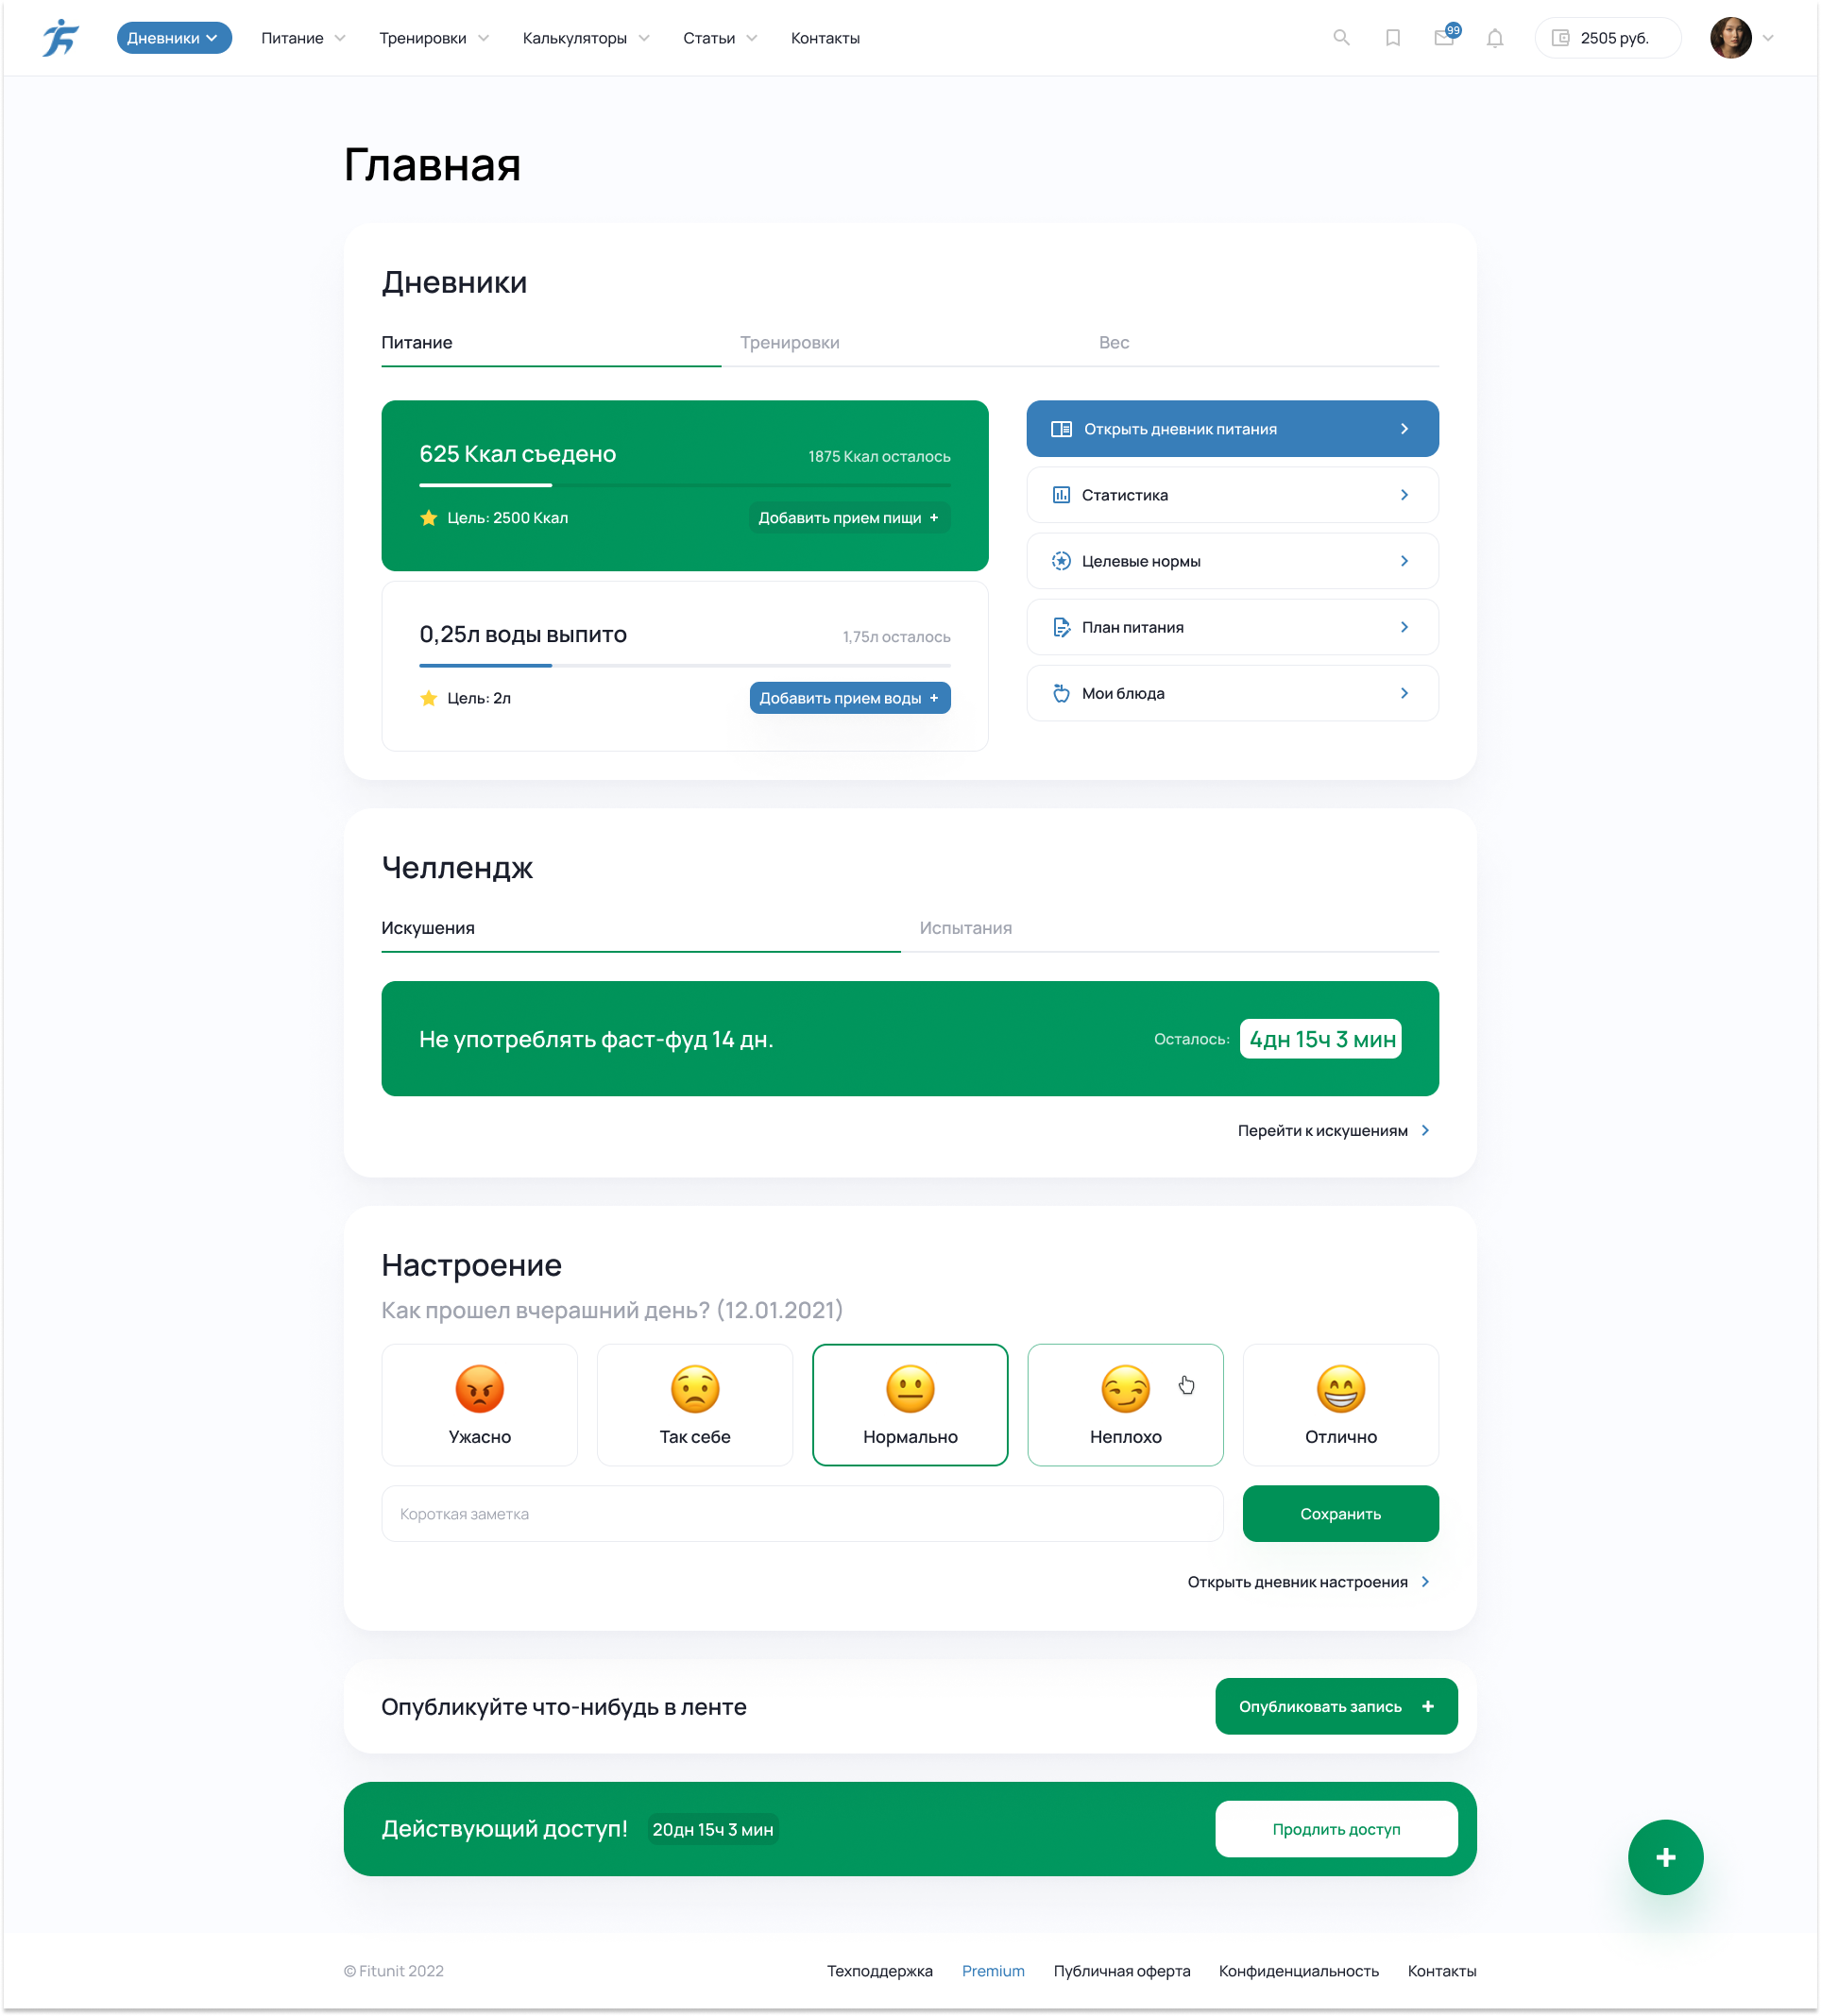 Дневники
Питание
Тренировки
Калькуляторы
Статьи
Контакты
99
2505 руб.
Главная
Дневники
Питание
Тренировки
Вес
625 Ккал съедено
1875 Ккал осталось
Цель: 2500 Ккал
Добавить прием пищи +
0,25л воды выпито
1,75л осталось
Цель: 2л
Добавить прием воды +
Открыть дневник питания
Статистика
Целевые нормы
План питания
Мои блюда
Челлендж
Искушения
Испытания
Не употреблять фаст-фуд 14 дн.
Осталось: 4дн 15ч 3 мин
Перейти к искушениям
Настроение
Как прошел вчерашний день? (12.01.2021)
Ужасно
Так себе
Нормально
Неплохо
Отлично
Короткая заметка
Сохранить
Открыть дневник настроения
Опубликуйте что-нибудь в ленте
Опубликовать запись +
Действующий доступ! 20дн 15ч 3 мин
Продлить доступ
+
© Fitunit 2022
Техподдержка
Premium
Публичная оферта
Конфиденциальность
Контакты